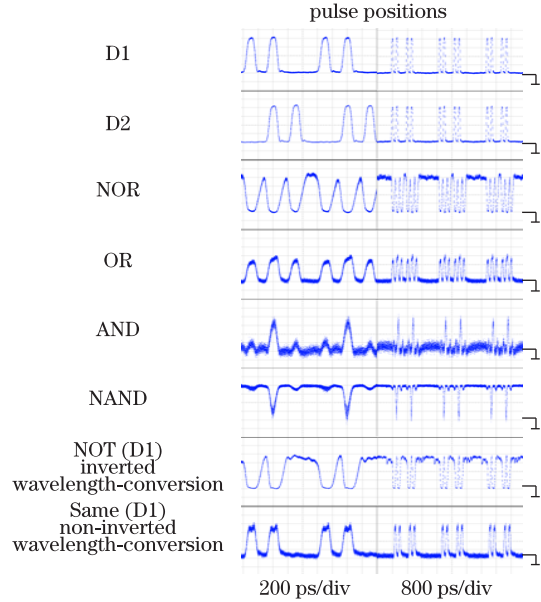 pulse positions
D1
D2
NOR
OR
AND
NAND
NOT (D1)
inverted
wavelength-conversion
Same (D1)
non-inverted
wavelength-conversion
200 ps/div
800 ps/div